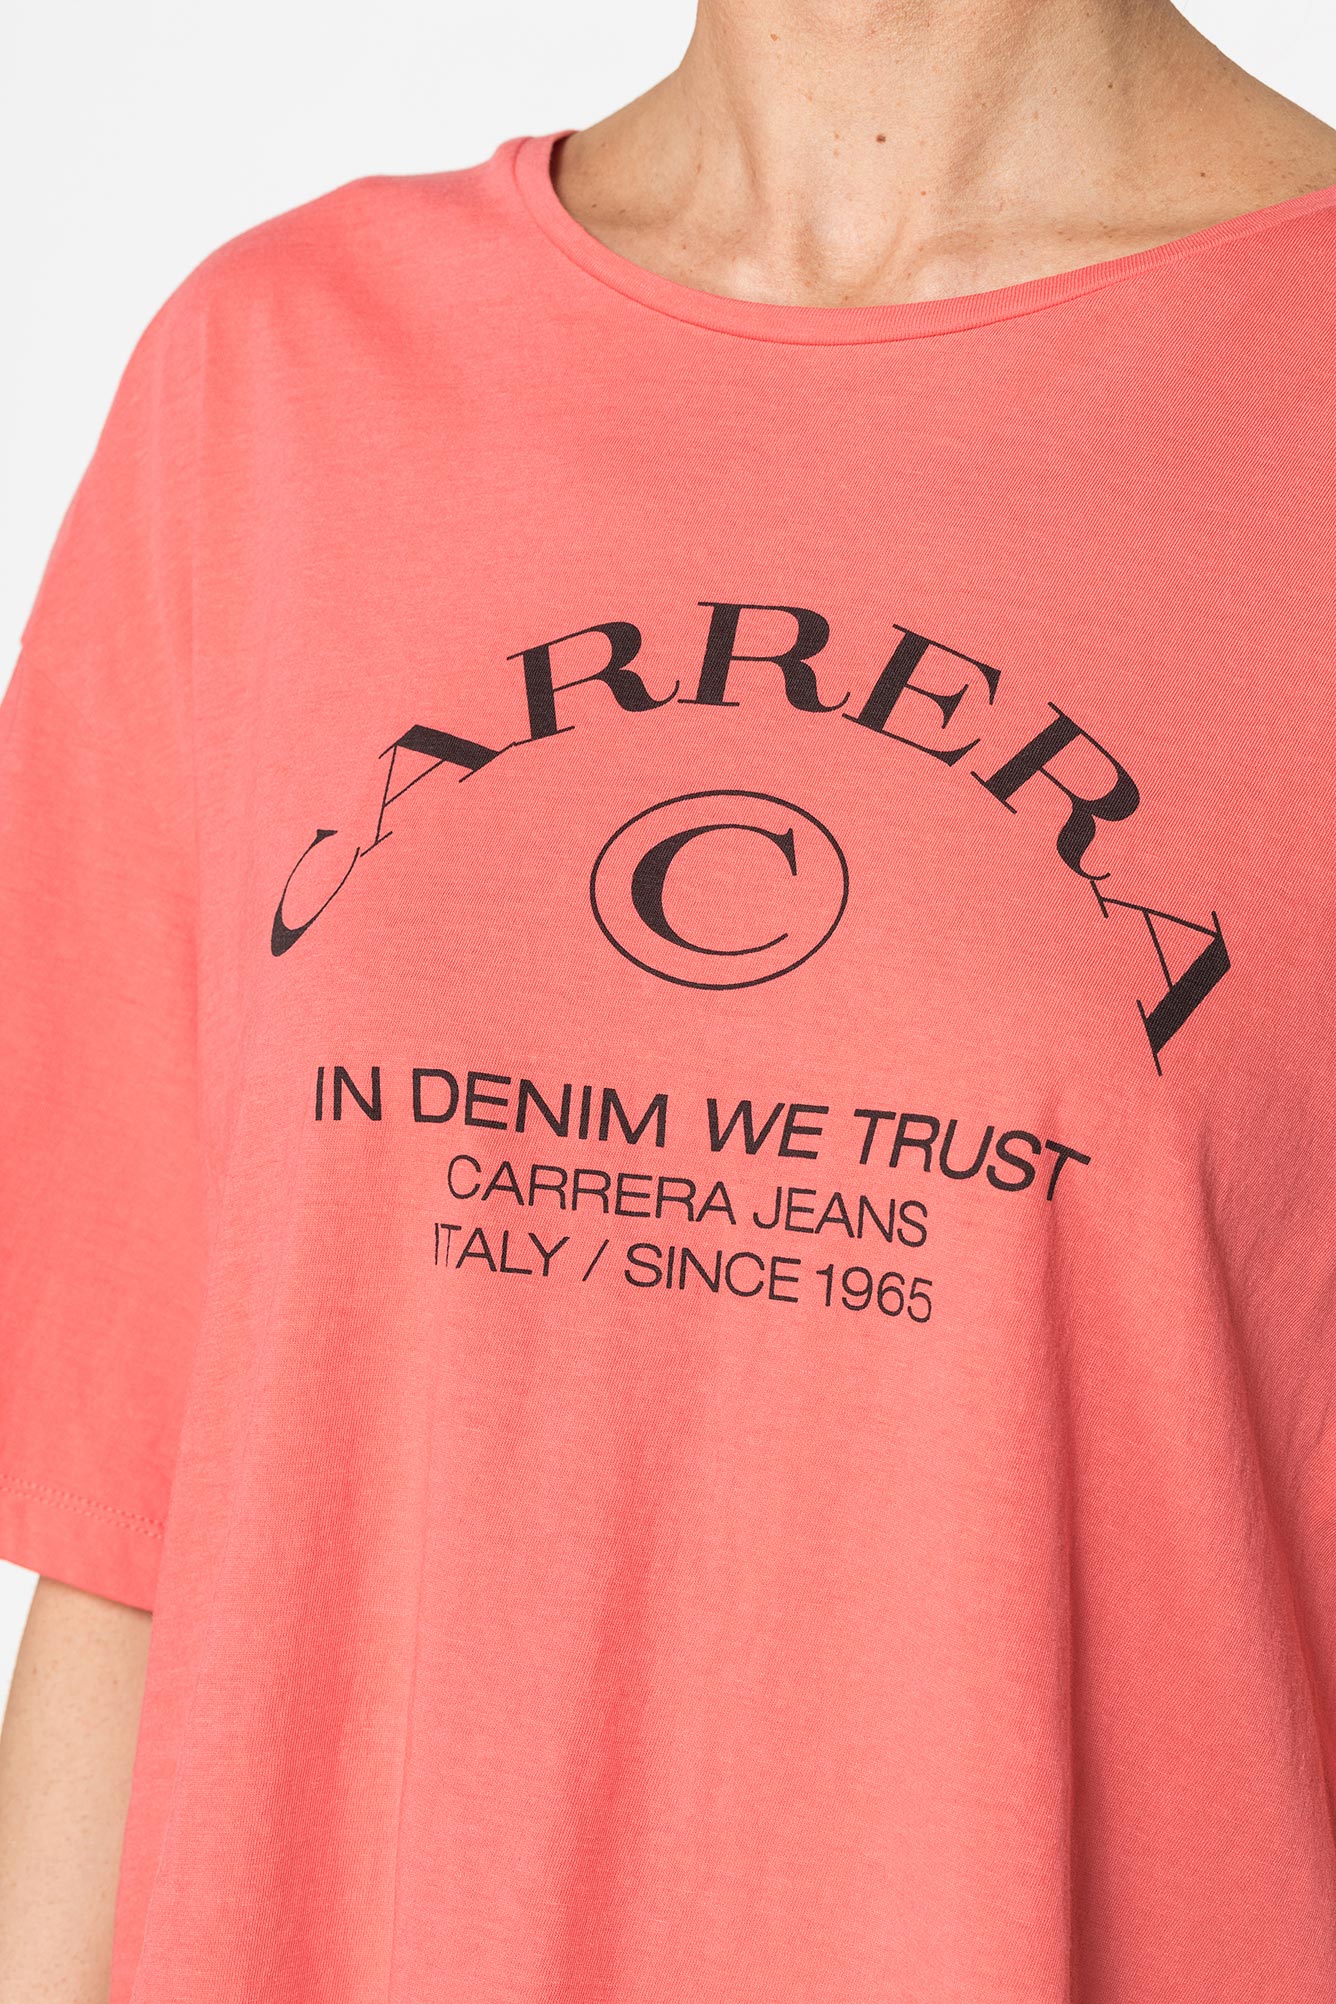 CARRERA
C
IN DENIM WE TRUST
CARRERA JEANS
ITALY / SINCE 1965